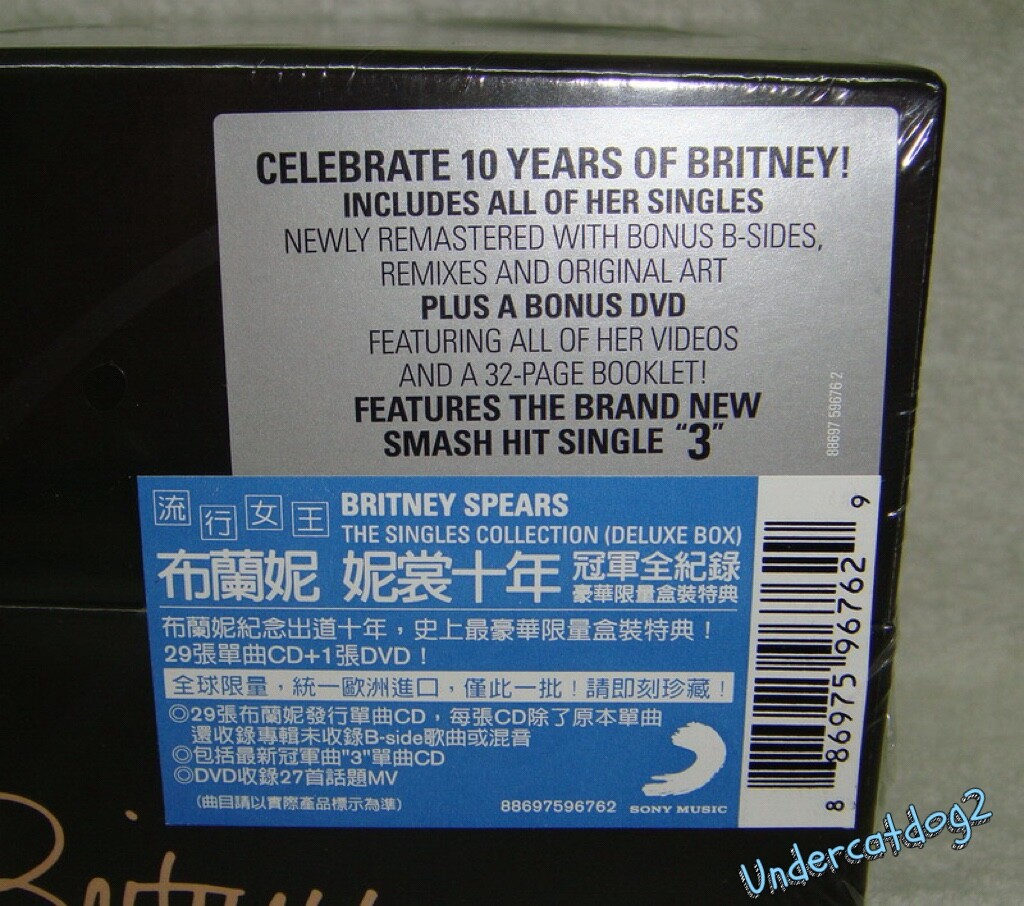 CELEBRATE 10 YEARS OF BRITNEY!
INCLUDES ALL OF HER SINGLES
NEWLY REMASTERED WITH BONUS B-SIDES,
REMIXES AND ORIGINAL ART
PLUS A BONUS DVD
FEATURING ALL OF HER VIDEOS
AND A 32-PAGE BOOKLET!
FEATURES THE BRAND NEW
SMASH HIT SINGLE "3"
88697 59676 2
流行女王 BRITNEY SPEARS
THE SINGLES COLLECTION (DELUXE BOX)
布蘭妮 妮裳十年 冠軍全紀錄
豪華限量盒裝特典
布蘭妮紀念出道十年，史上最豪華限量盒裝特典！
29張單曲CD+1張DVD！
全球限量，統一歐洲進口，僅此一批！請即刻珍藏！
◎29張布蘭妮發行單曲CD，每張CD除了原本單曲
還收錄專輯未收錄B-side歌曲或混音
◎包括最新冠軍曲"3"單曲CD
◎DVD收錄27首話題MV
（曲目請以實際產品標示為準）
88697596762 SONY MUSIC
8 86975 96762 9
Britney
Undercatdog2